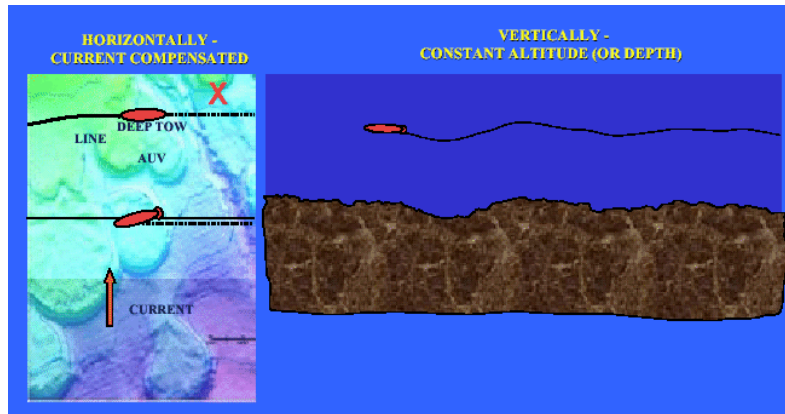 HORIZONTALLY -
CURRENT COMPENSATED
VERTICALLY -
CONSTANT ALTITUDE (OR DEPTH)
X
DEEP TOW
LINE
AUV
CURRENT